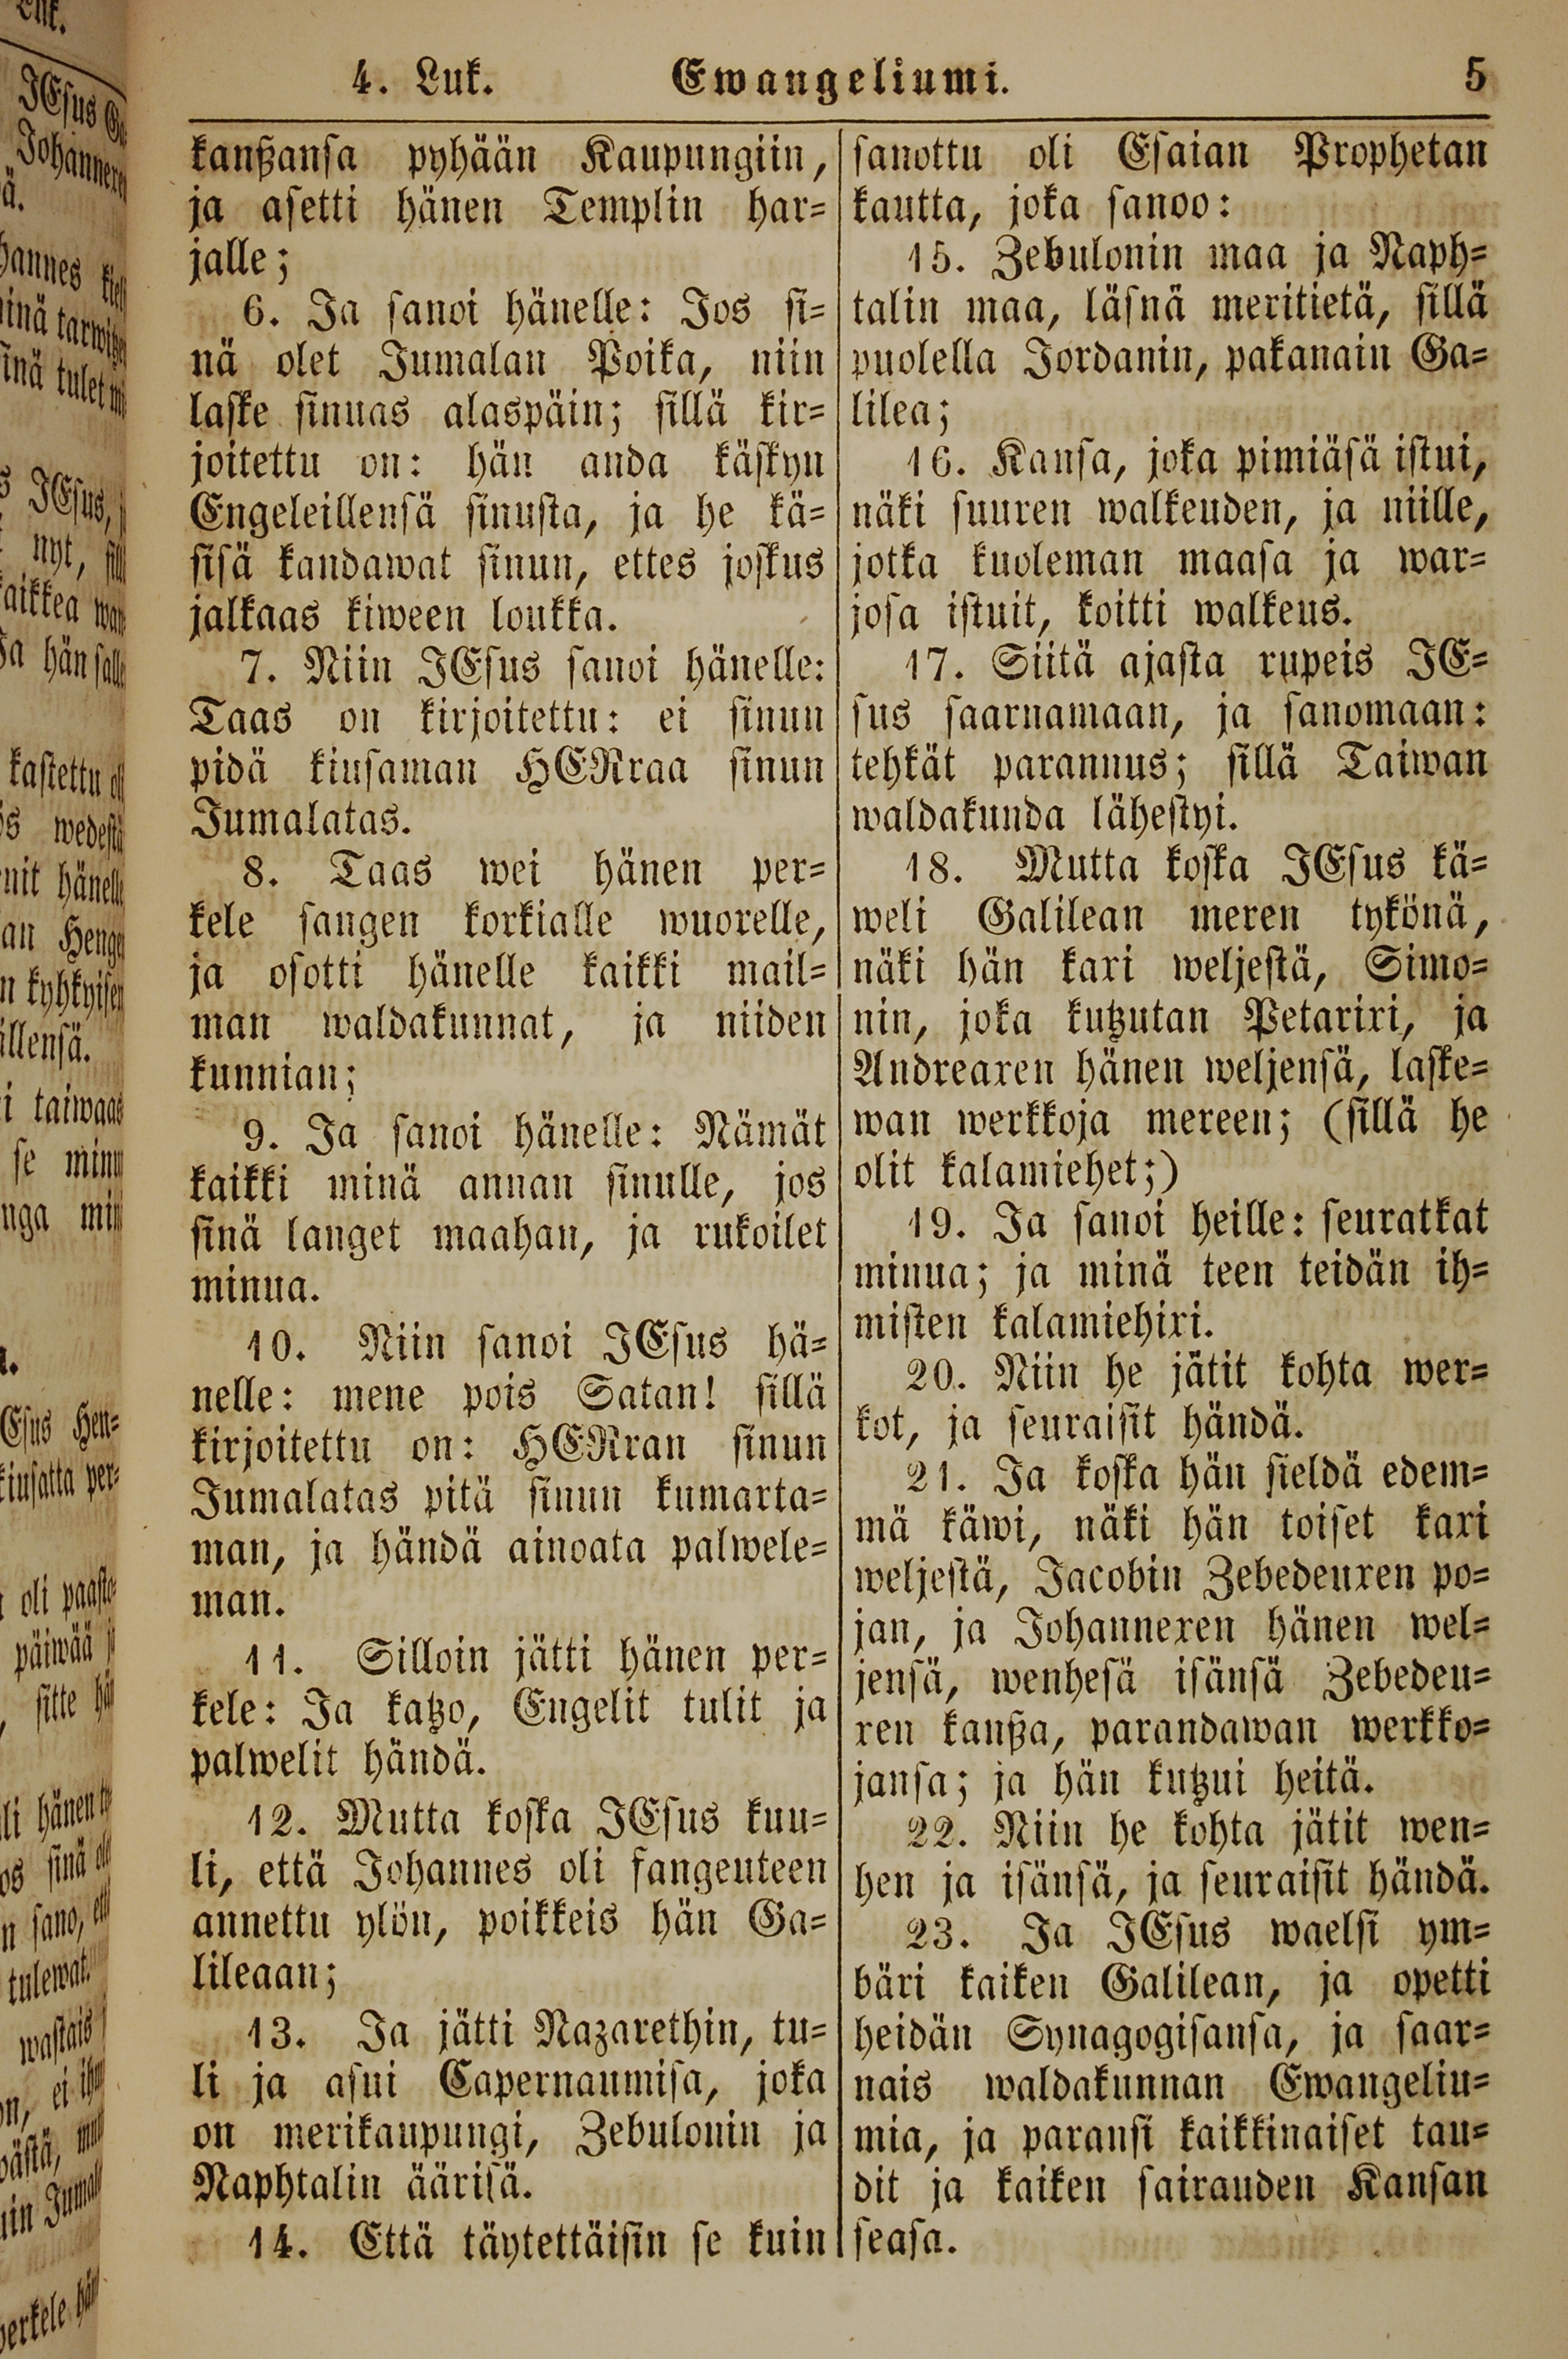 4. Luk. Ewangeliumi. 5
kanßansa pyhään Kaupungiin,
ja asetti hänen Templin har=
jalle;
6. Ja sanoi hänelle: Jos si=
nä olet Jumalan Poika, niin
laske sinuas alaspäin; sillä kir=
joitettu on: hän anda käskyn
Engeleillensä sinusta, ja he kä=
sisä kandawat sinun, ettes joskus
jalkaas kiween loukka.
7. Niin JEsus sanoi hänelle:
Taas on kirjoitettu: ei sinun
pidä kiusaman HERraa sinun
Jumalatas.
8. Taas wei hänen per=
kele sangen korkialle wuorelle,
ja osotti hänelle kaikki mail=
man waldakunnat, ja niiden
kunnian;
9. Ja sanoi hänelle: Nämät
kaikki minä annan sinulle, jos
sinä langet maahan, ja rukoilet
minua.
10. Niin sanoi JEsus hä=
nelle: mene pois Satan! sillä
kirjoitettu on: HERran sinun
Jumalatas pitä sinun kumarta=
man, ja händä ainoata palwele=
man.
11. Silloin jätti hänen per=
kele: Ja katzo, Engelit tulit ja
palwelit händä.
12. Mutta koska JEsus kuu=
li, että Johannes oli fangeuteen
annettu ylön, poikkeis hän Ga=
lileaan;
13. Ja jätti Nazarethin, tu=
li ja asui Capernaumisa, joka
on merikaupungi, Zebulonin ja
Naphtalin äärisä.
14. Että täytettäisin se kuin
sanottu oli Esaian Prophetan
kautta, joka sanoo:
15. Zebulonin maa ja Naph=
talin maa, läsnä meritietä, sillä
puolella Jordanin, pakanain Ga=
lilea;
16. Kansa, joka pimiäsä istui,
näki suuren walkeuden, ja niille,
jotka kuoleman maasa ja war=
josa istuit, koitti walkeus.
17. Siitä ajasta rupeis JE=
sus saarnamaan, ja sanomaan:
tehkät parannus; sillä Taiwan
waldakunda lähestyi.
18. Mutta koska JEsus kä=
weli Galilean meren tykönä,
näki hän kaxi weljestä, Simo=
nin, joka kutzutan Petarixi, ja
Andreaxen hänen weljensä, laske=
wan werkkoja mereen; (sillä he
olit kalamiehet;)
19. Ja sanoi heille: seuratkat
minua; ja minä teen teidän ih=
misten kalamiehixi.
20. Niin he jätit kohta wer=
kot, ja seuraisit händä.
21. Ja koska hän sieldä edem=
mä käwi, näki hän toiset kaxi
weljestä, Jacobin Zebedeuxen po=
jan, ja Johannexen hänen wel=
jensä, wenhesä isänsä Zebedeu=
xen kanßa, parandawan werkko=
jansa; ja hän kutzui heitä.
22. Niin he kohta jätit wen=
hen ja isänsä, ja seuraisit händä.
23. Ja JEsus waelsi ym=
bäri kaiken Galilean, ja opetti
heidän Synagogisansa, ja saar=
nais waldakunnan Ewangeliu=
mia, ja paransi kaikkinaiset tau=
dit ja kaiken sairauden Kansan
seasa.